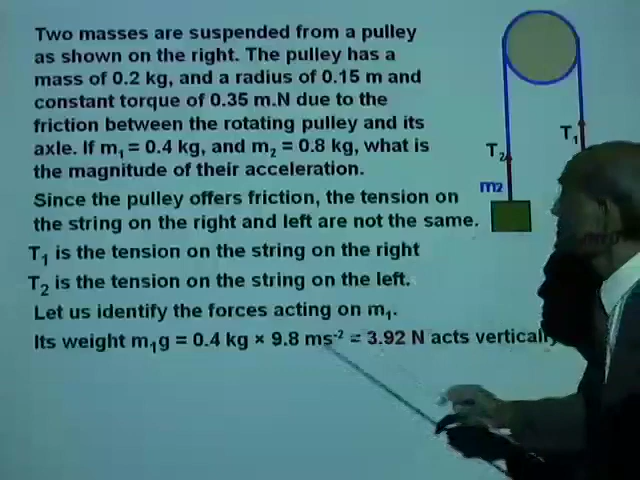 Two masses are suspended from a pulley
as shown on the right. The pulley has a
mass of 0.2 kg, and a radius of 0.15 m and
constant torque of 0.35 m.N due to the
friction between the rotating pulley and its
axle. If m₁ = 0.4 kg, and m₂ = 0.8 kg, what is
the magnitude of their acceleration.
T₁
T₂
m₂
Since the pulley offers friction, the tension on
the string on the right and left are not the same.
T₁ is the tension on the string on the right
T₂ is the tension on the string on the left.
Let us identify the forces acting on m₁.
Its weight m₁g = 0.4 kg × 9.8 ms⁻² = 3.92 N acts vertically